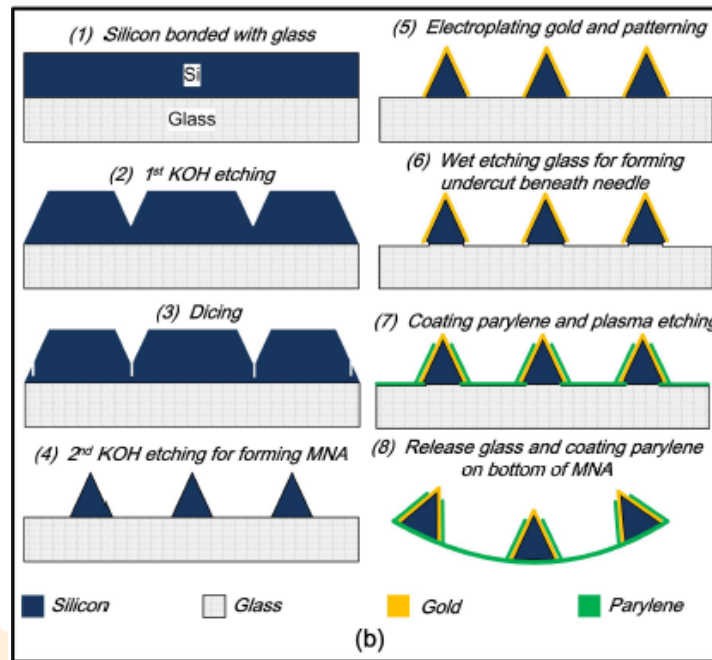 (1) Silicon bonded with glass
Si
Glass
(2) 1st KOH etching
(3) Dicing
(4) 2nd KOH etching for forming MNA
(5) Electroplating gold and patterning
(6) Wet etching glass for forming
undercut beneath needle
(7) Coating parylene and plasma etching
(8) Release glass and coating parylene
on bottom of MNA
Silicon
Glass
Gold
Parylene
(b)